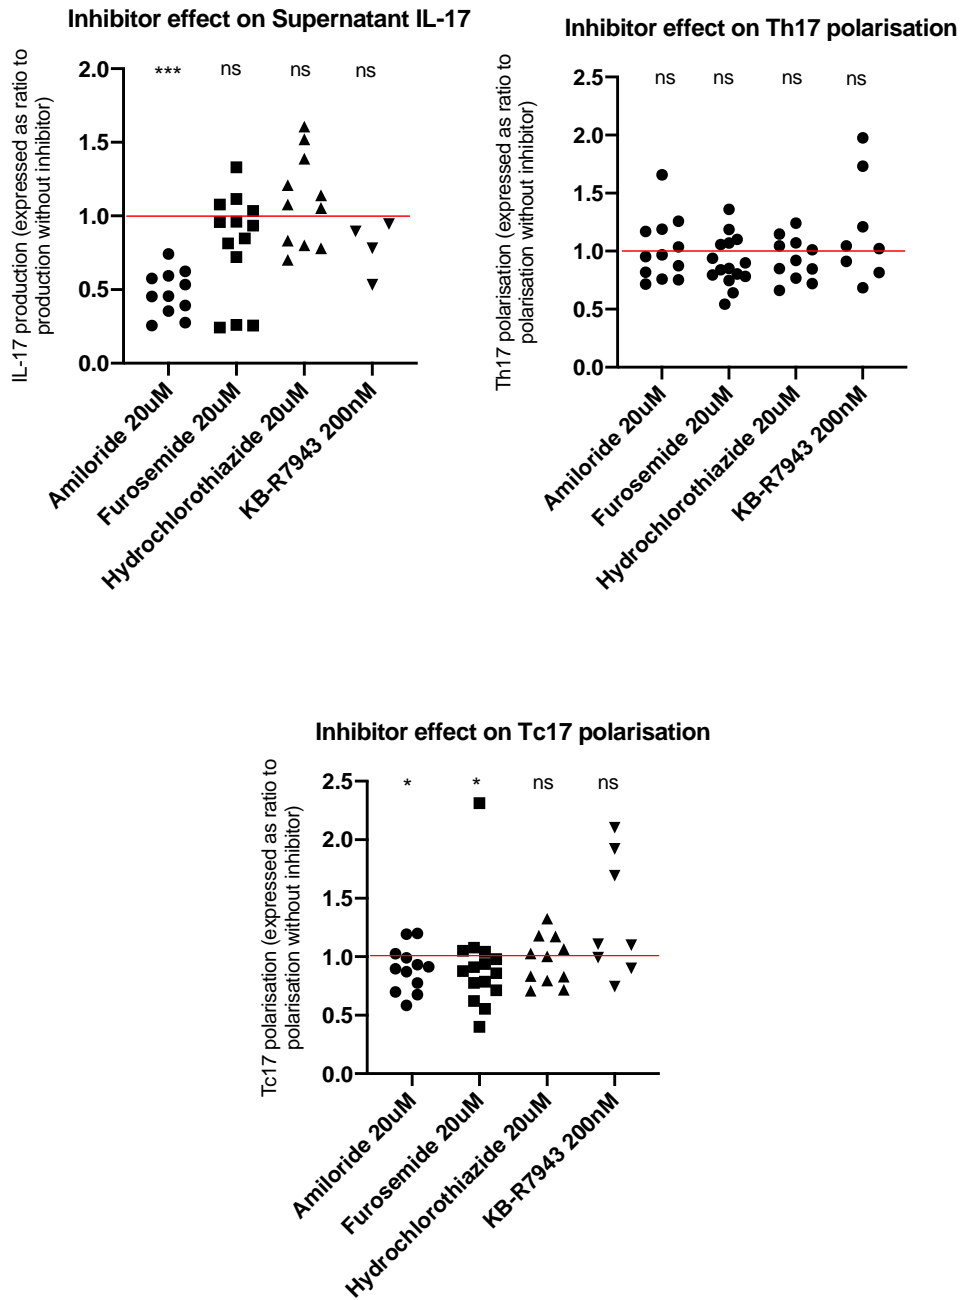 Inhibitor effect on Supernatant IL-17
IL-17 production (expressed as ratio to
production without inhibitor)
2.0
1.5
1.0
0.5
0.0
***
ns
ns
ns
Amiloride 20uM
Furosemide 20uM
Hydrochlorothiazide 20uM
KB-R7943 200nM
Inhibitor effect on Th17 polarisation
Th17 polarisation (expressed as ratio to
polarisation without inhibitor)
2.5
2.0
1.5
1.0
0.5
0.0
ns
ns
ns
ns
Amiloride 20uM
Furosemide 20uM
Hydrochlorothiazide 20uM
KB-R7943 200nM
Inhibitor effect on Tc17 polarisation
Tc17 polarisation (expressed as ratio to
polarisation without inhibitor)
2.5
2.0
1.5
1.0
0.5
0.0
*
*
ns
ns
Amiloride 20uM
Furosemide 20uM
Hydrochlorothiazide 20uM
KB-R7943 200nM